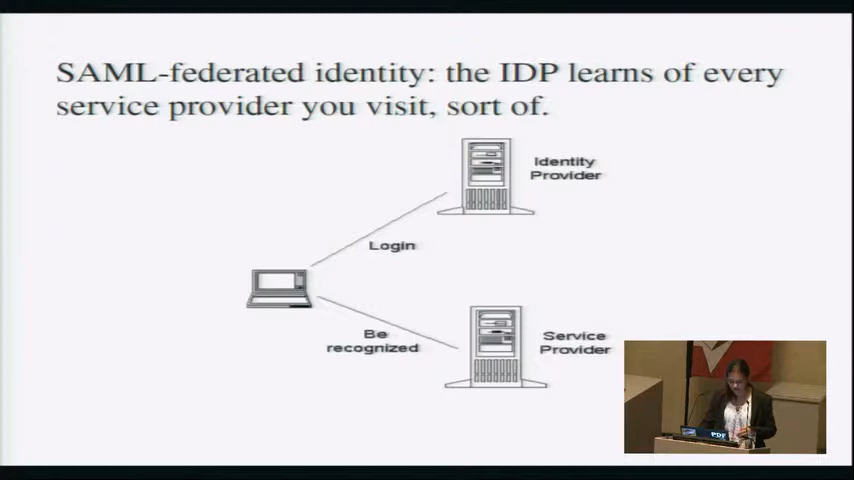 SAML-federated identity: the IDP learns of every
service provider you visit, sort of.
Identity
Provider
Login
Be
recognized
Service
Provider
PDF